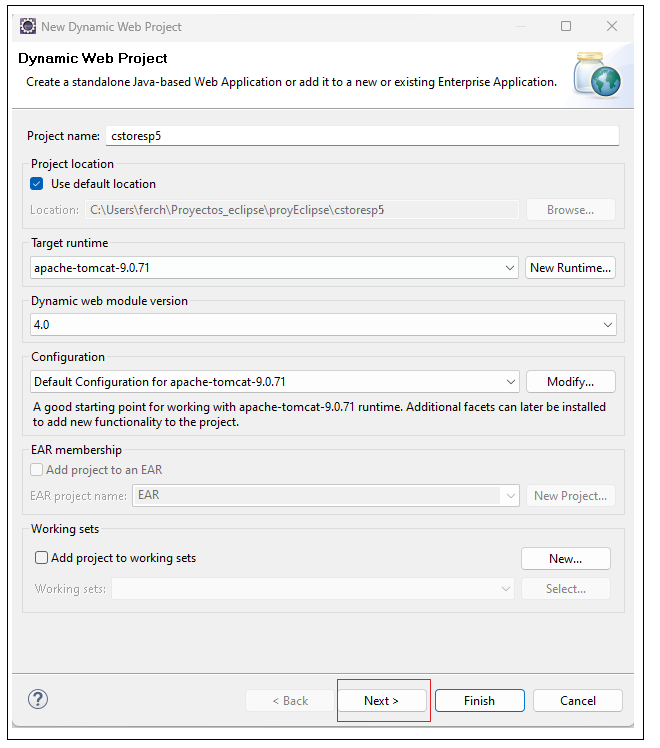 New Dynamic Web Project
Dynamic Web Project
Create a standalone Java-based Web Application or add it to a new or existing Enterprise Application.
Project name: cstoresp5
Project location
Use default location
Location: C:\Users\ferch\Proyectos_eclipse\proyEclipse\cstoresp5 Browse...
Target runtime
apache-tomcat-9.0.71 New Runtime...
Dynamic web module version
4.0
Configuration
Default Configuration for apache-tomcat-9.0.71 Modify...
A good starting point for working with apache-tomcat-9.0.71 runtime. Additional facets can later be installed
to add new functionality to the project.
EAR membership
Add project to an EAR
EAR project name: EAR New Project...
Working sets
Add project to working sets New...
Working sets: Select...
? < Back Next > Finish Cancel